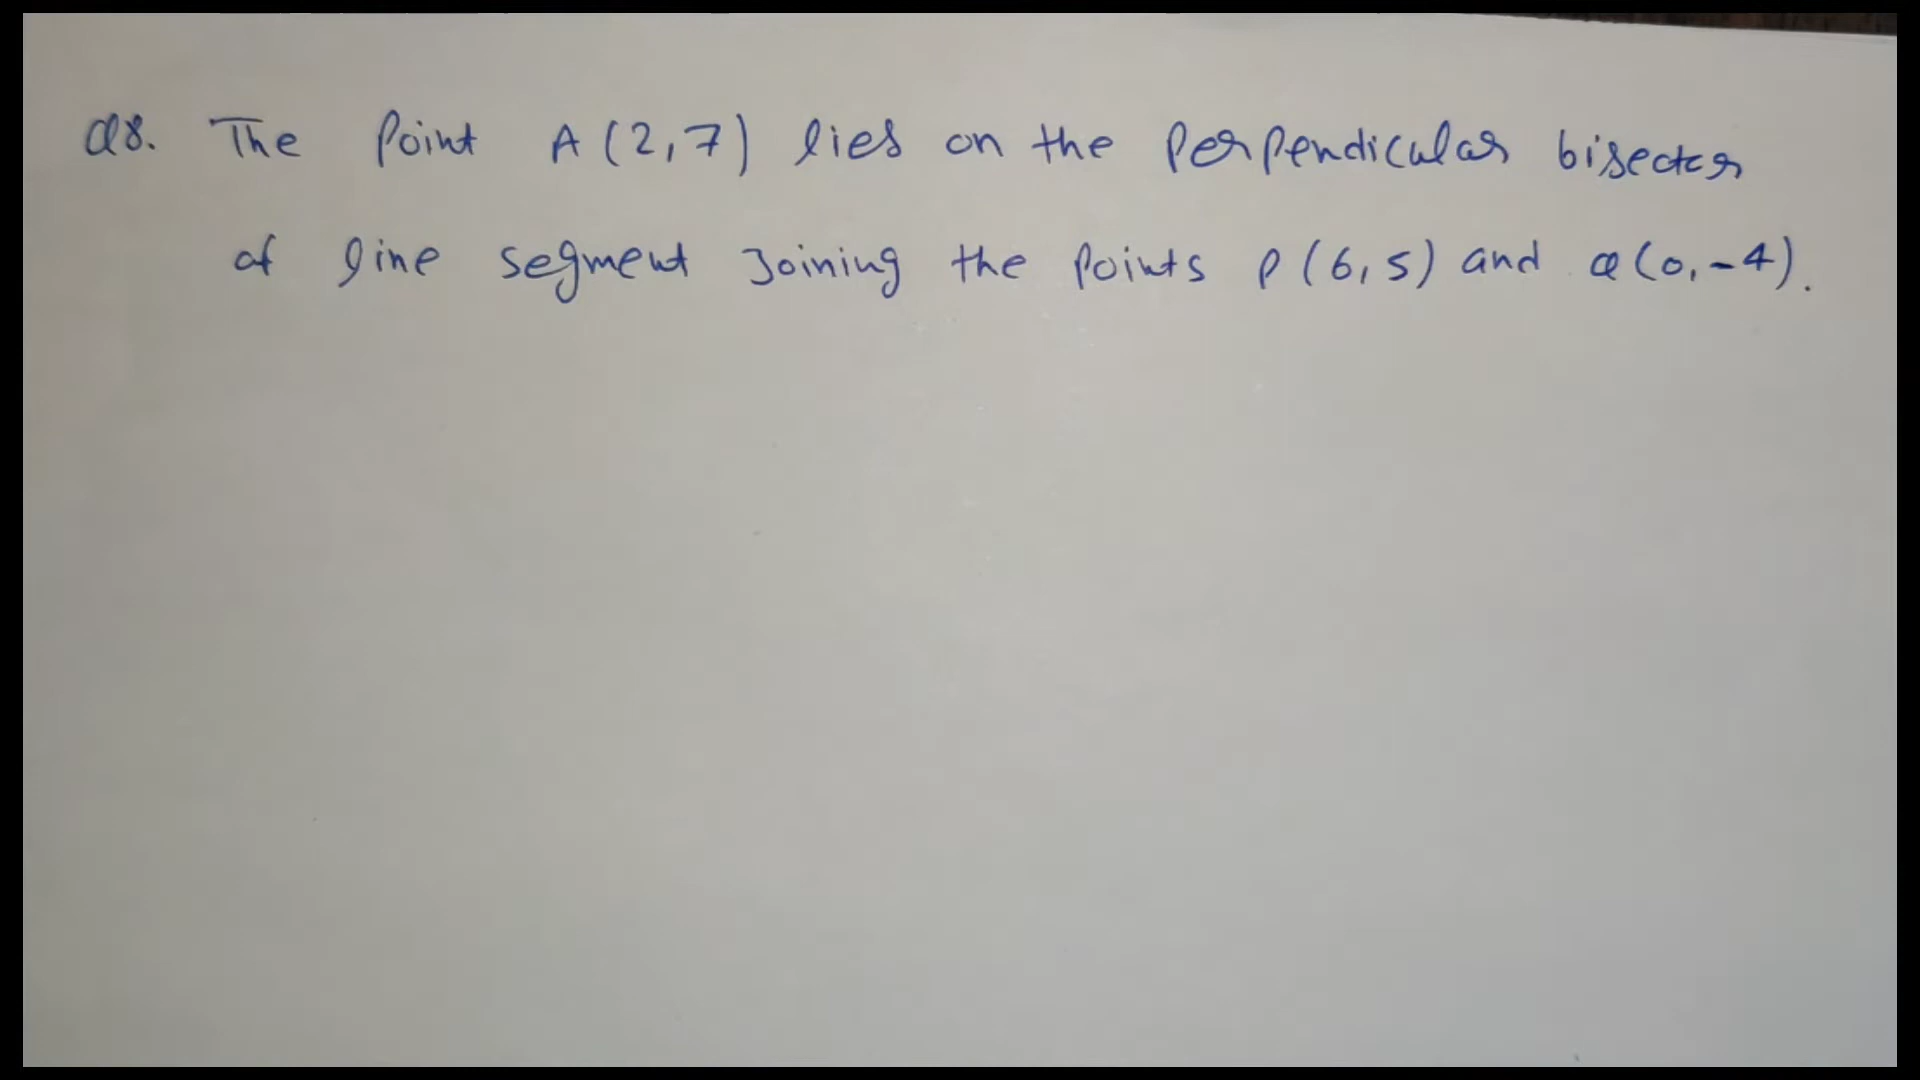 Q8. The Point A(2,7) lies on the Perpendicular bisector
of line segment Joining the Points P(6,5) and Q(0,-4).